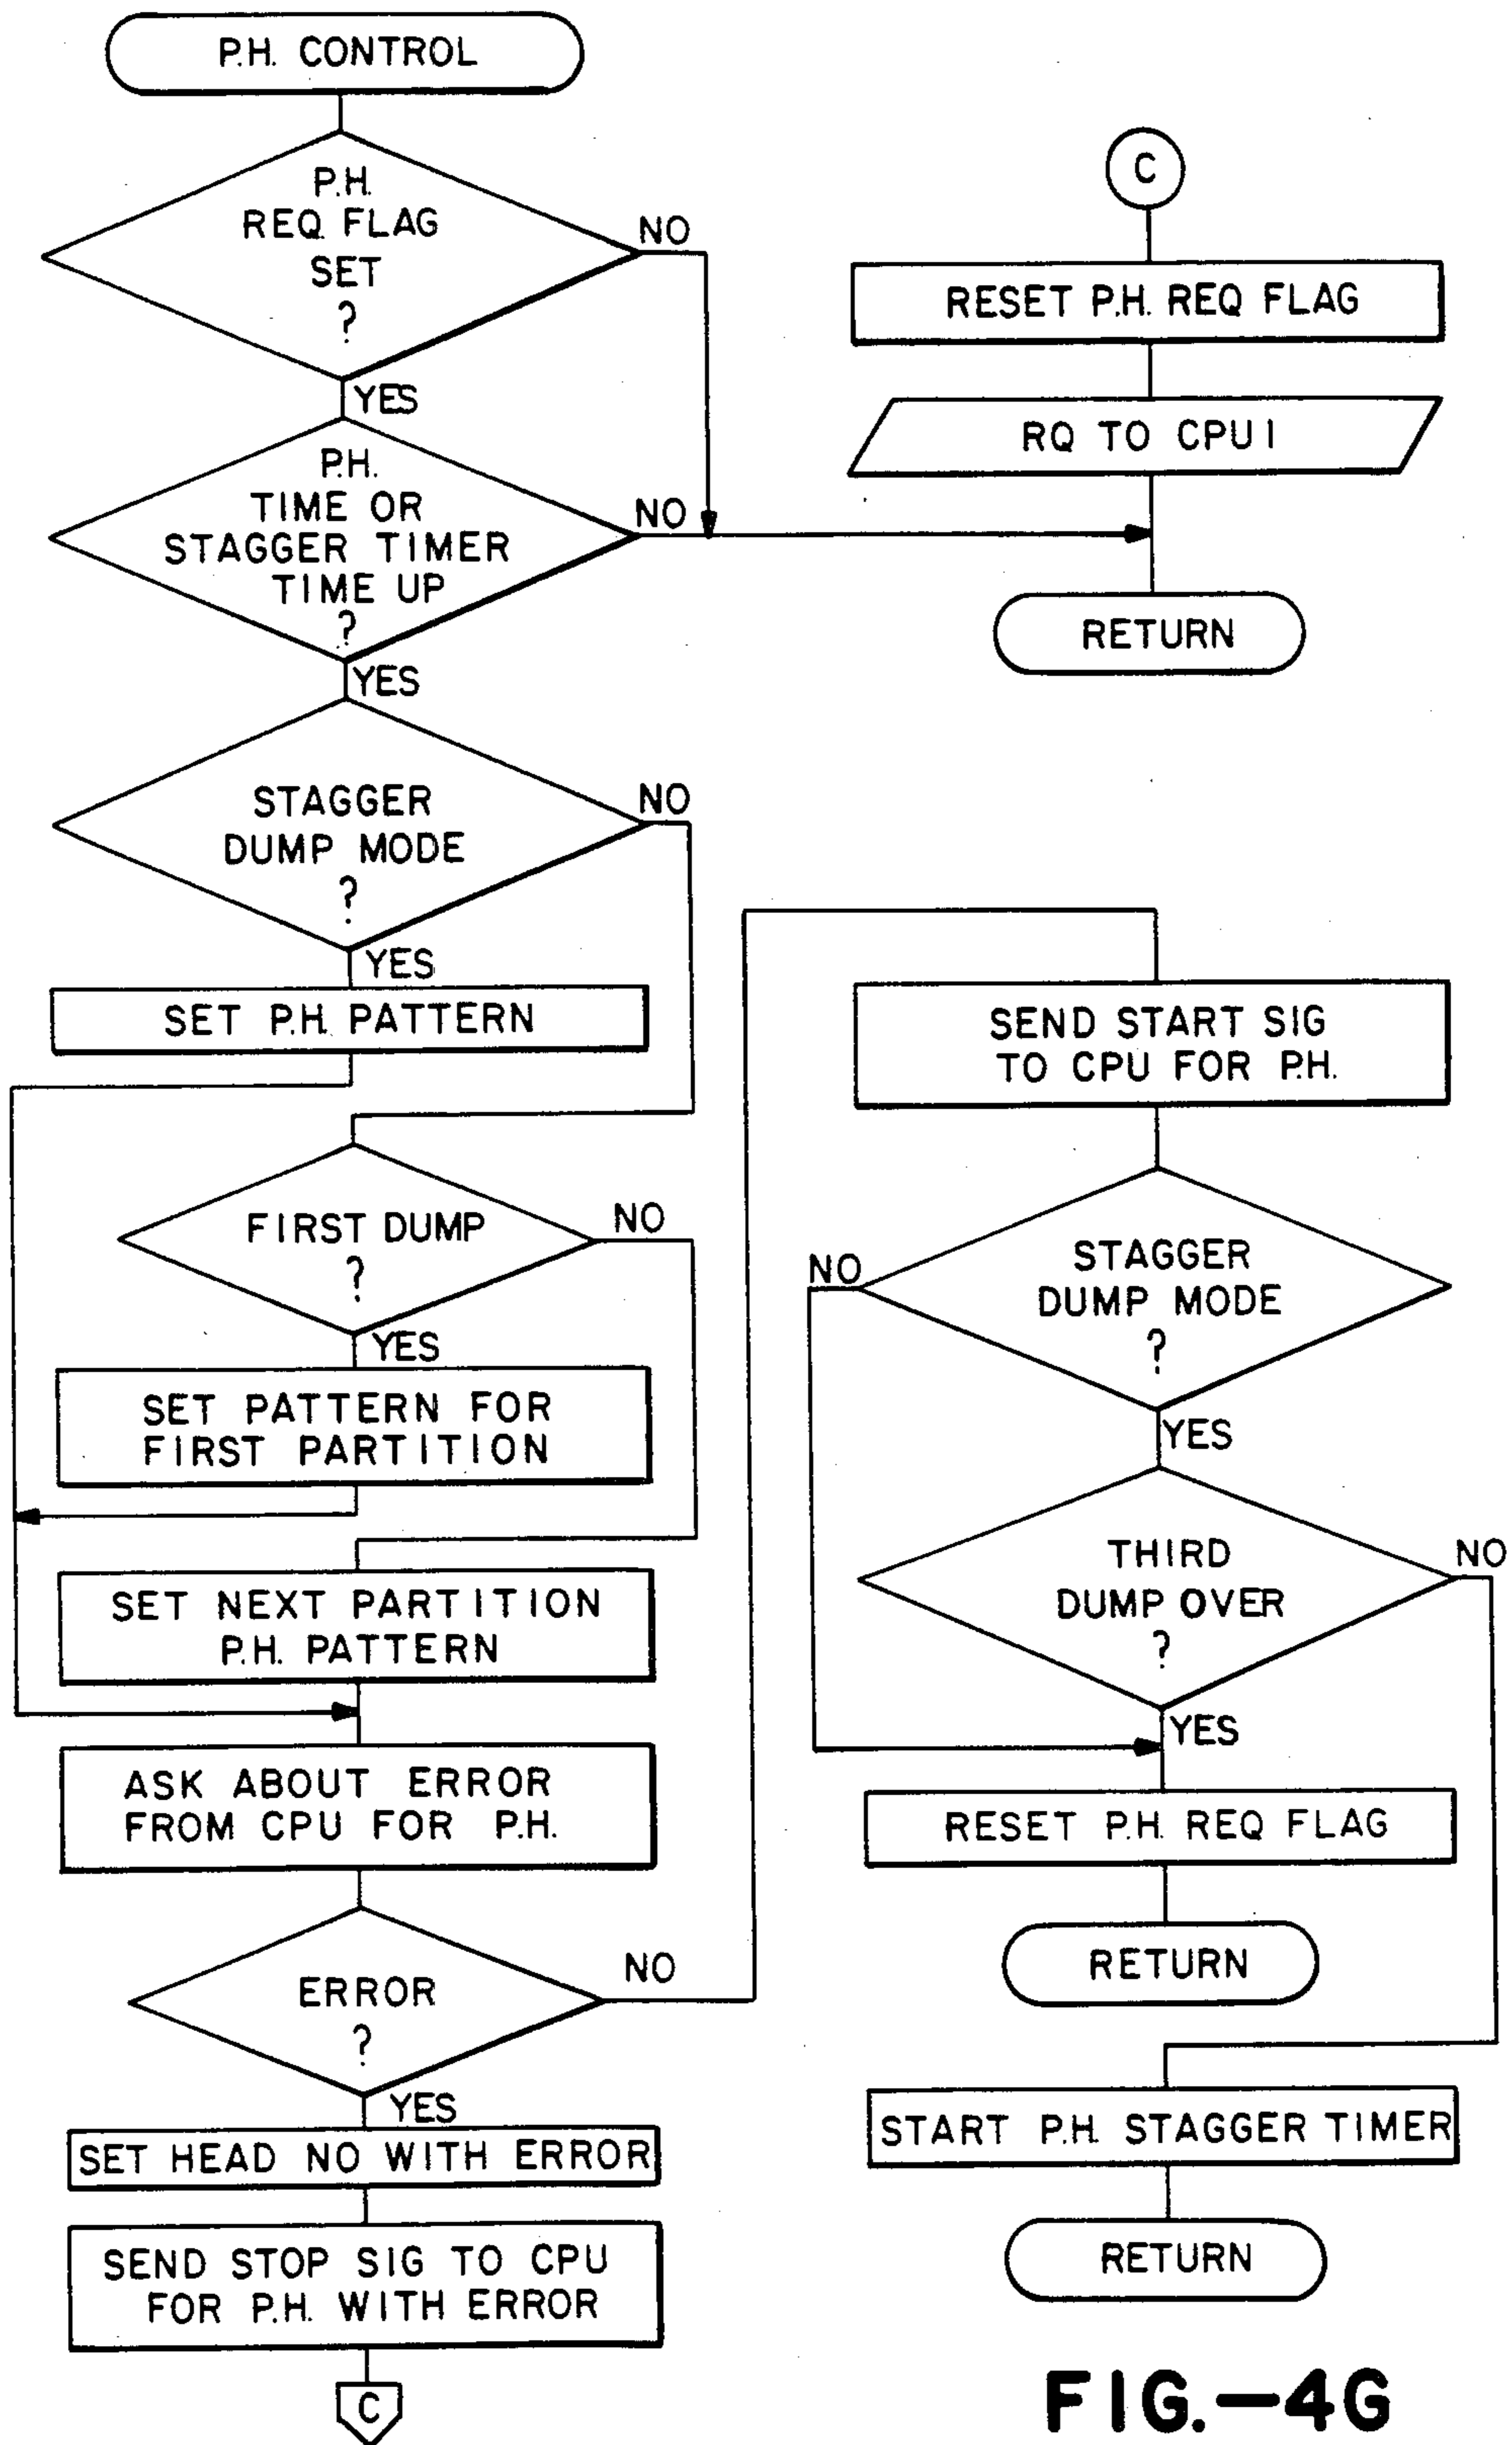 P.H. CONTROL
P.H.
REQ. FLAG
SET
?
NO
YES
P.H.
TIME OR
STAGGER TIMER
TIME UP
?
NO
YES
STAGGER
DUMP MODE
?
NO
YES
SET P.H. PATTERN
FIRST DUMP
?
NO
YES
SET PATTERN FOR
FIRST PARTITION
SET NEXT PARTITION
P.H. PATTERN
ASK ABOUT ERROR
FROM CPU FOR P.H.
ERROR
?
NO
YES
SET HEAD NO WITH ERROR
SEND STOP SIG TO CPU
FOR P.H. WITH ERROR
C
C
RESET P.H. REQ FLAG
RQ TO CPU I
RETURN
SEND START SIG
TO CPU FOR P.H.
STAGGER
DUMP MODE
?
NO
YES
THIRD
DUMP OVER
?
NO
YES
RESET P.H. REQ FLAG
RETURN
START P.H. STAGGER TIMER
RETURN
FIG.—4G